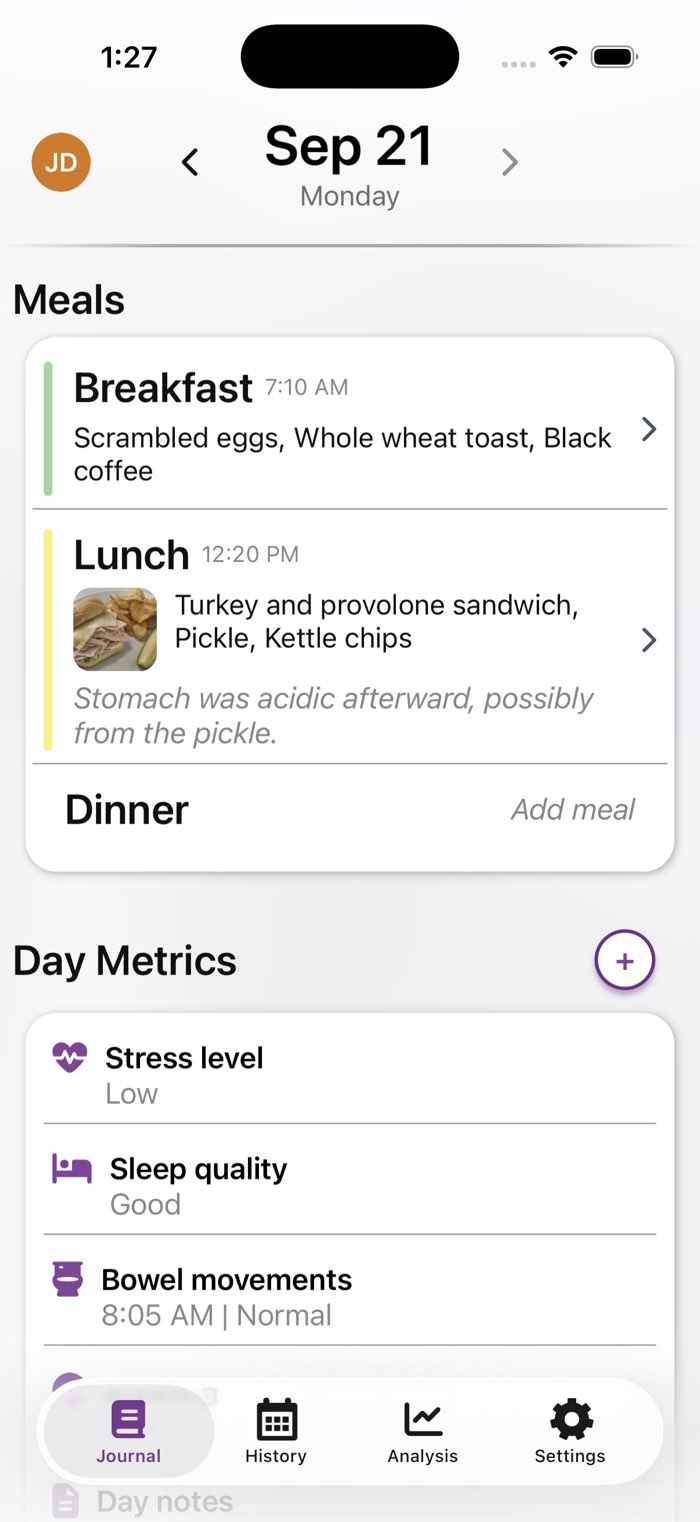 1:27
JD
Sep 21
Monday
Meals
Breakfast 7:10 AM
Scrambled eggs, Whole wheat toast, Black
coffee
Lunch 12:20 PM
Turkey and provolone sandwich,
Pickle, Kettle chips
Stomach was acidic afterward, possibly
from the pickle.
Dinner Add meal
Day Metrics
+
Stress level
Low
Sleep quality
Good
Bowel movements
8:05 AM | Normal
Journal History Analysis Settings
Day notes